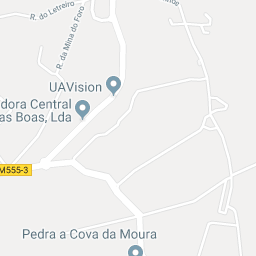 R. do Letreiro
R. da Mina do Foro
UAVision
dora Central
as Boas, Lda
M555-3
Pedra a Cova da Moura